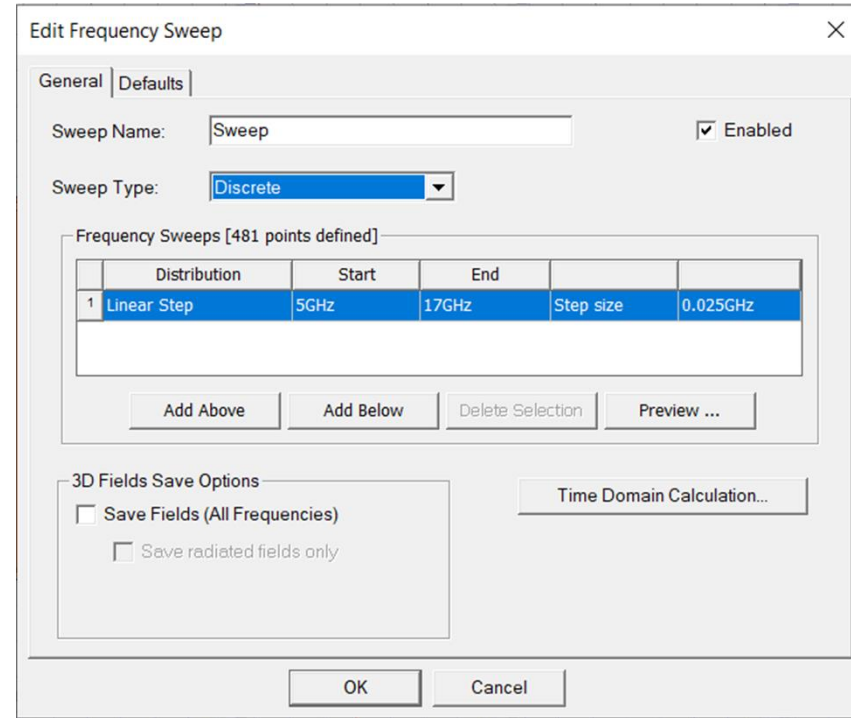 Edit Frequency Sweep
General Defaults
Sweep Name: Sweep Enabled
Sweep Type: Discrete
Frequency Sweeps [481 points defined]
Distribution Start End
1 Linear Step 5GHz 17GHz Step size 0.025GHz
Add Above Add Below Delete Selection Preview ...
3D Fields Save Options
Time Domain Calculation...
Save Fields (All Frequencies)
Save radiated fields only
OK Cancel